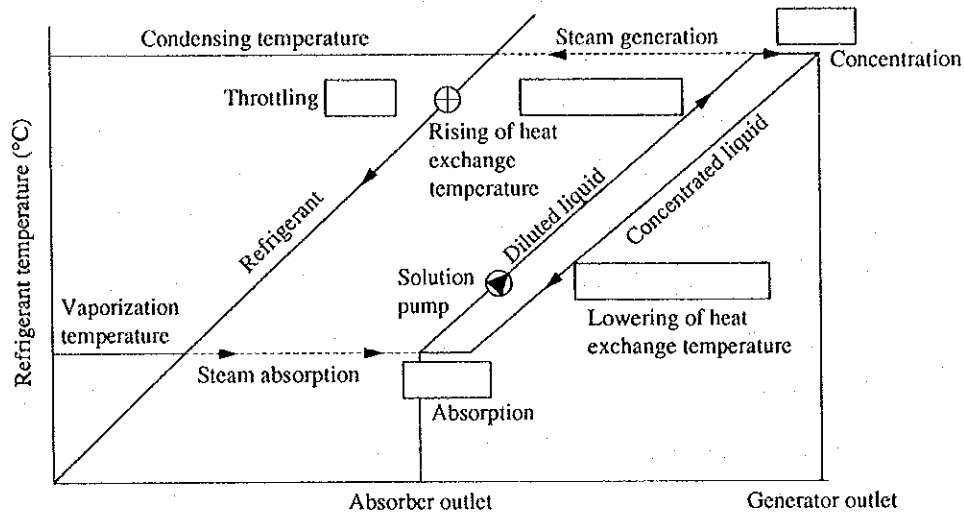 Condensing temperature
Steam generation
Concentration
Throttling
Rising of heat
exchange
temperature
Refrigerant temperature (°C)
Refrigerant
Diluted liquid
Concentrated liquid
Solution
pump
Vaporization
temperature
Lowering of heat
exchange temperature
Steam absorption
Absorption
Absorber outlet
Generator outlet